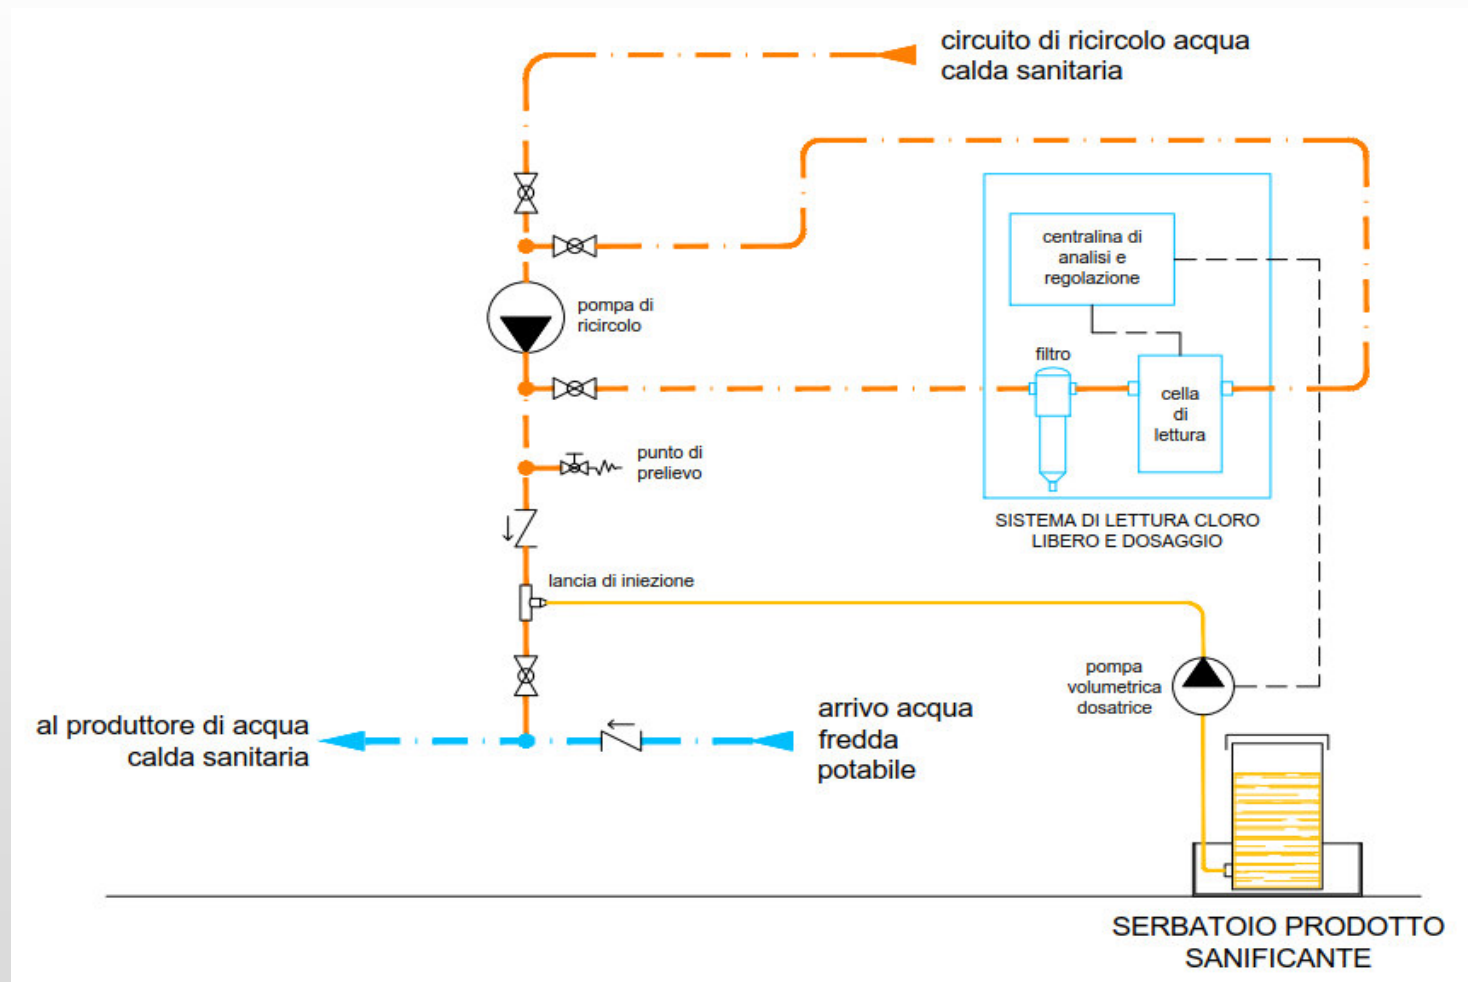 circuito di ricircolo acqua
calda sanitaria
centralina di
analisi e
regolazione
pompa di
ricircolo
filtro
cella
di
lettura
punto di
prelievo
SISTEMA DI LETTURA CLORO
LIBERO E DOSAGGIO
lancia di iniezione
pompa
volumetrica
dosatrice
al produttore di acqua
calda sanitaria
arrivo acqua
fredda
potabile
SERBATOIO PRODOTTO
SANIFICANTE